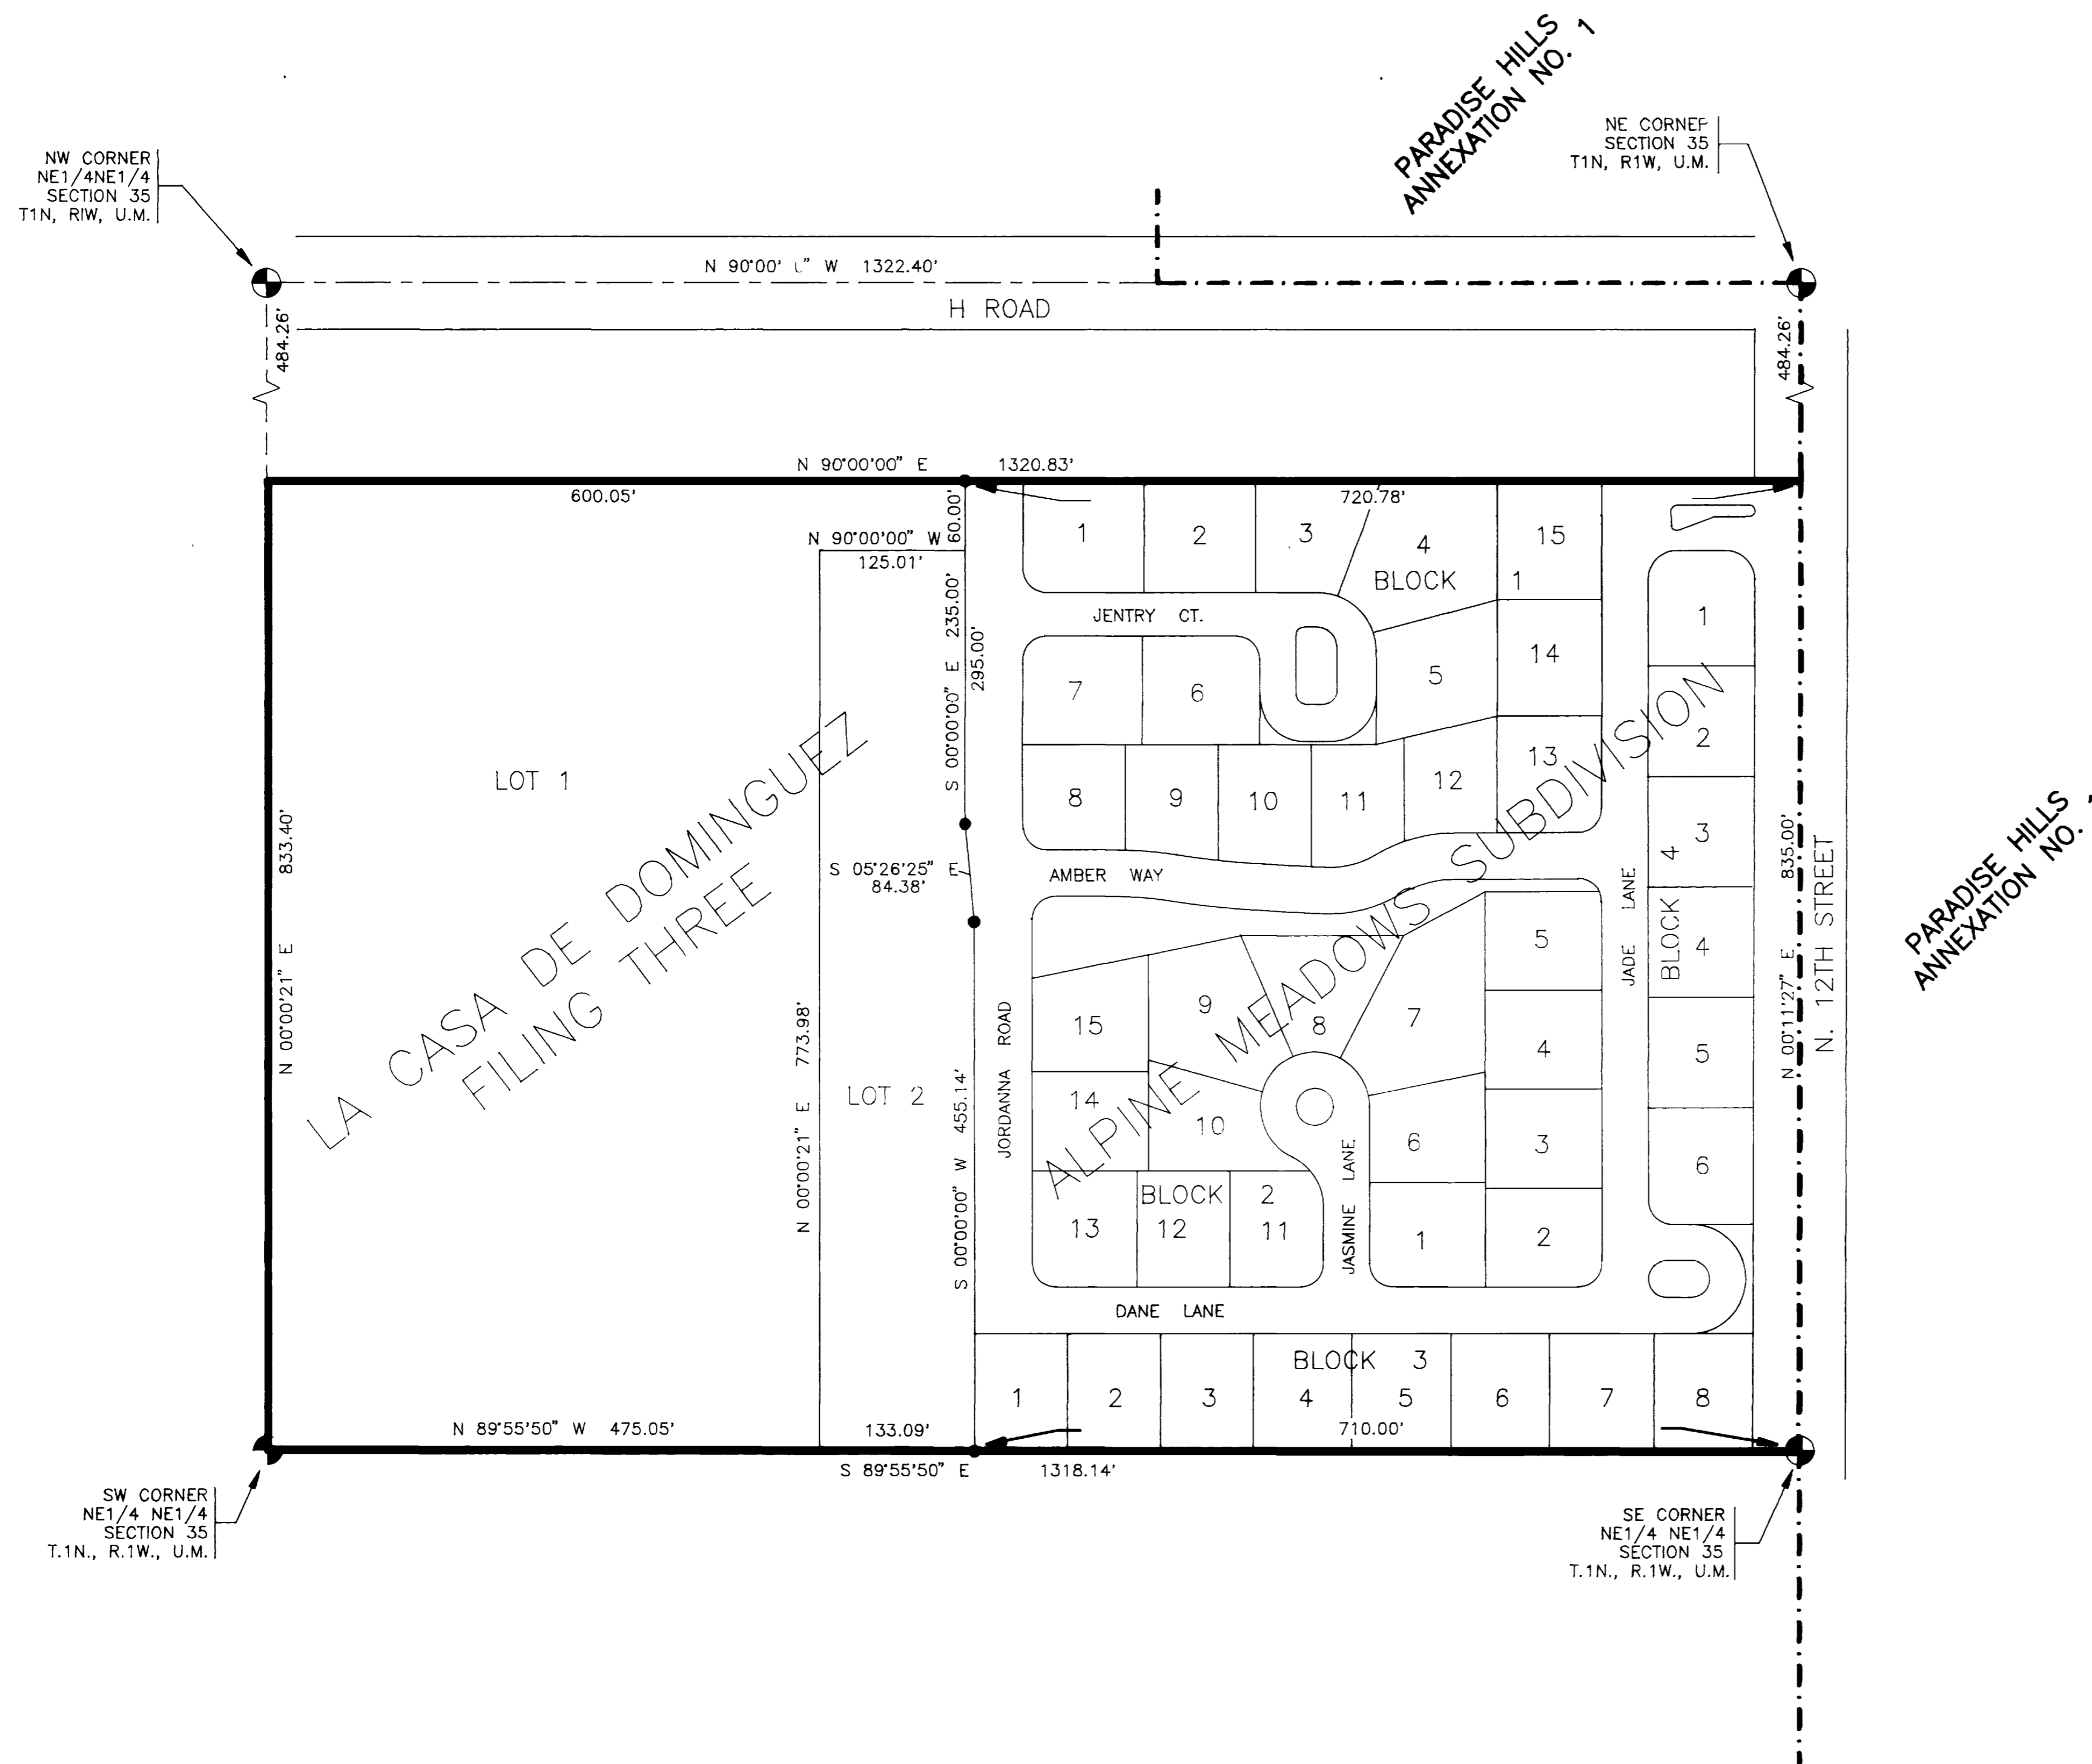 PARADISE HILLS
ANNEXATION NO. 1
NE CORNER
SECTION 35
T1N, R1W, U.M.
NW CORNER
NE1/4NE1/4
SECTION 35
T1N, RIW, U.M.
N 90°00' W 1322.40'
H ROAD
484.26'
484.26'
N 90°00'00" E 1320.83'
600.05'
720.78'
N 90°00'00" W
125.01'
60.00'
S 00°00'00" E 235.00'
295.00'
1
2
3
4
15
BLOCK 1
JENTRY CT.
1
14
7
6
5
2
13
LOT 1
8
9
10
11
12
3
S 05°26'25" E
84.38'
AMBER WAY
JADE LANE
BLOCK 4
N 00°11'27" E 835.00'
N. 12TH STREET
PARADISE HILLS
ANNEXATION NO.
N 00°00'21" E 833.40'
LA CASA DE DOMINGUEZ
FILING THREE
ALPINE MEADOWS SUBDIVISION
5
4
9
8
7
15
4
5
N 00°00'21" E 773.98'
LOT 2
S 00°00'00" W 455.14'
JORDANNA ROAD
14
10
6
3
6
BLOCK 2
13
12
11
JASMINE LANE
1
2
DANE LANE
BLOCK 3
1
2
3
4
5
6
7
8
N 89°55'50" W 475.05'
133.09'
710.00'
S 89°55'50" E 1318.14'
SW CORNER
NE1/4 NE1/4
SECTION 35
T.1N., R.1W., U.M.
SE CORNER
NE1/4 NE1/4
SECTION 35
T.1N., R.1W., U.M.